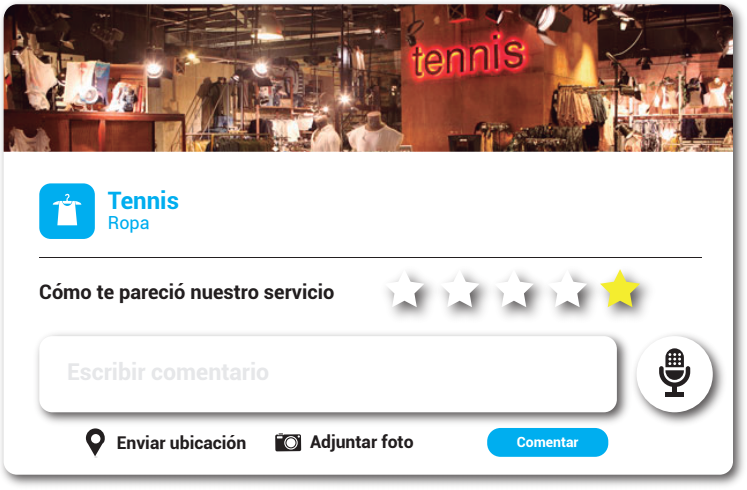 tennis
Tennis
Ropa
Cómo te pareció nuestro servicio
Escribir comentario
Enviar ubicación
Adjuntar foto
Comentar